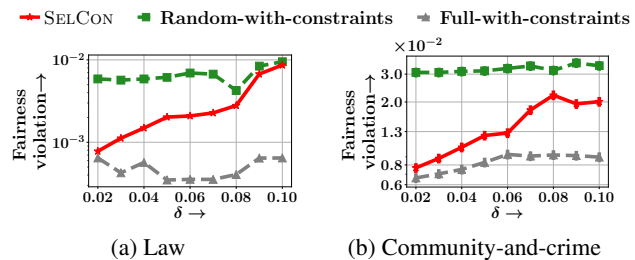 SELCON Random-with-constraints Full-with-constraints
10⁻²
10⁻³
Fairness
violation→
0.02 0.04 0.06 0.08 0.10
δ →
(a) Law
×10⁻²
3.0
2.0
1.3
0.8
0.6
Fairness
violation→
0.02 0.04 0.06 0.08 0.10
δ →
(b) Community-and-crime